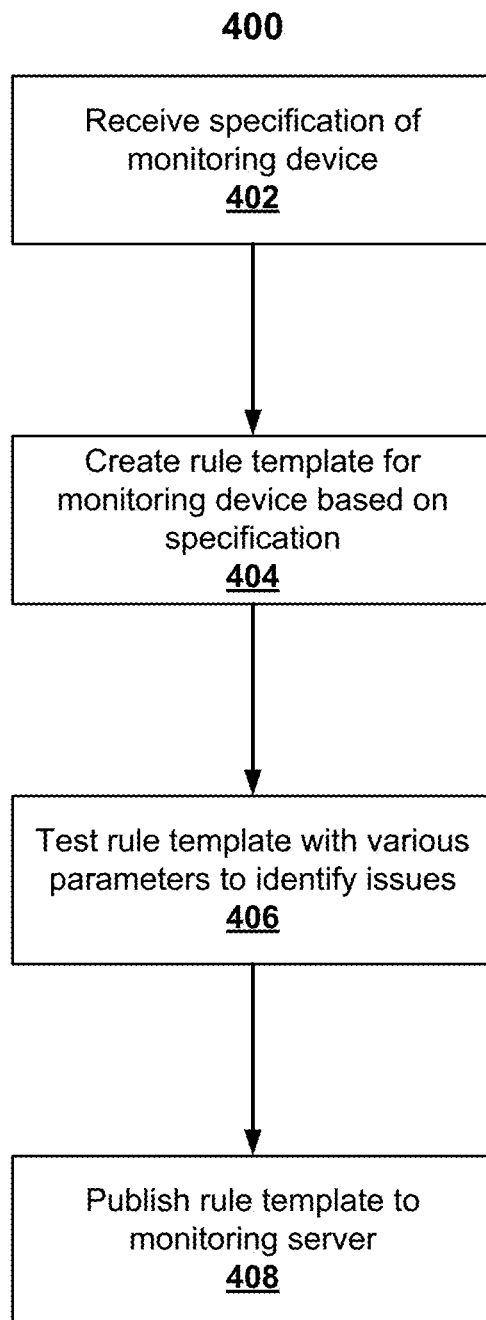 400
Receive specification of
monitoring device
402
Create rule template for
monitoring device based on
specification
404
Test rule template with various
parameters to identify issues
406
Publish rule template to
monitoring server
408